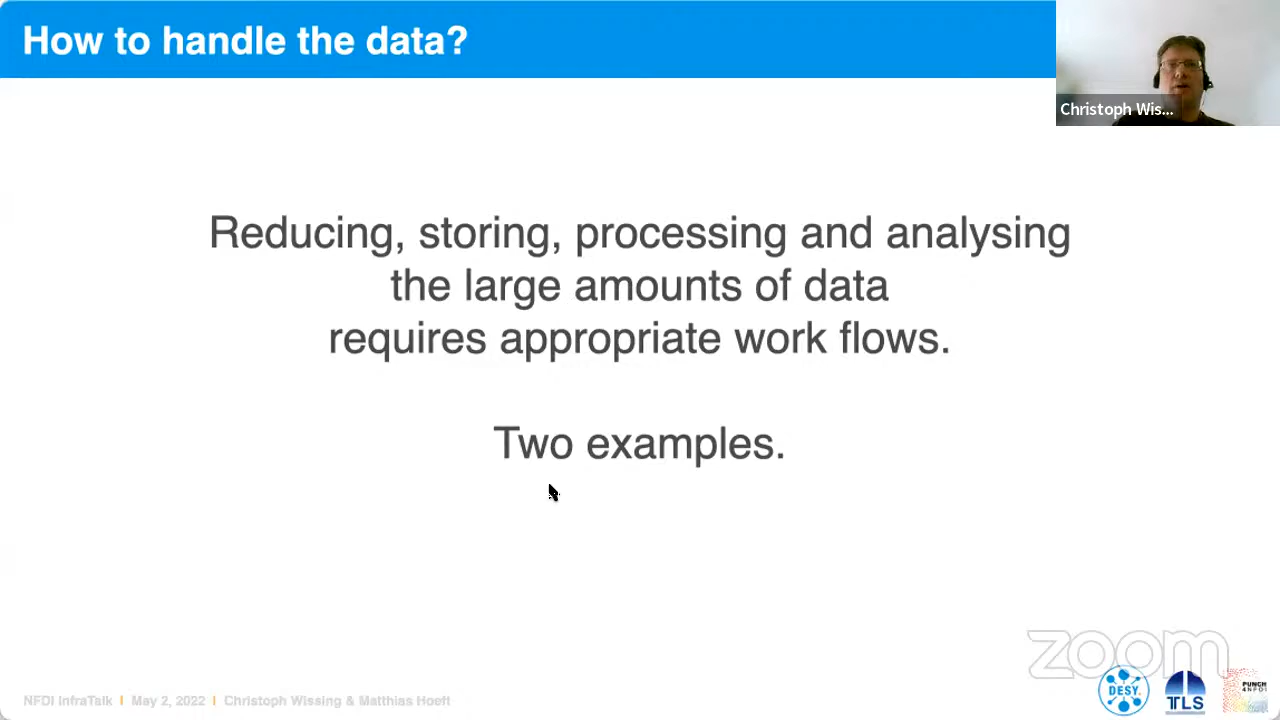 How to handle the data?
Christoph Wis...
Reducing, storing, processing and analysing
the large amounts of data
requires appropriate work flows.
Two examples.
zoom
NFDI InfraTalk | May 2, 2022 | Christoph Wissing & Matthias Hoeft
DESY.
TLS
PUNCH
4NFDI